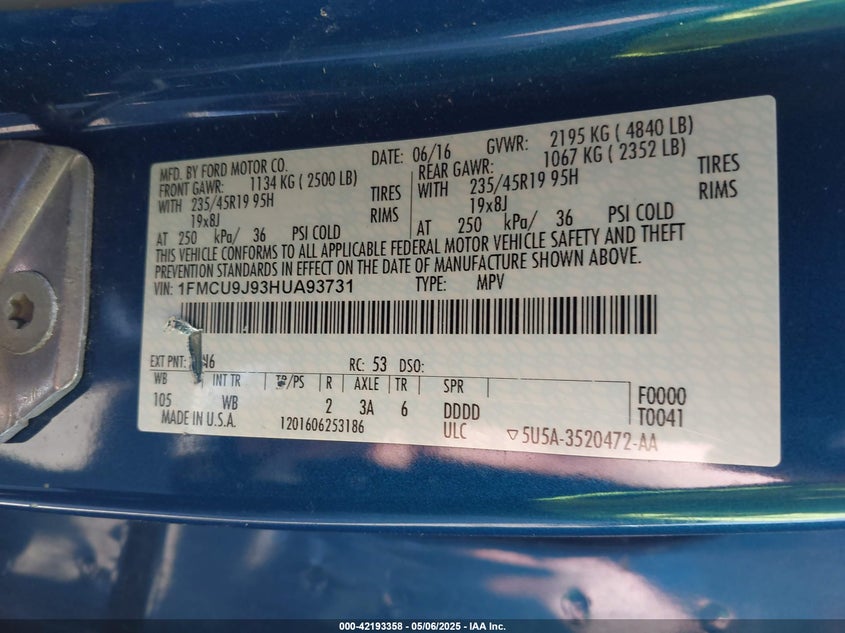 MFD. BY FORD MOTOR CO. DATE: 06/16 GVWR: 2195 KG ( 4840 LB)
FRONT GAWR: 1134 KG ( 2500 LB) REAR GAWR: 1067 KG ( 2352 LB)
WITH 235/45R19 95H TIRES WITH 235/45R19 95H TIRES
19x8J RIMS 19x8J RIMS
AT 250 kPa/ 36 PSI COLD AT 250 kPa/ 36 PSI COLD
THIS VEHICLE CONFORMS TO ALL APPLICABLE FEDERAL MOTOR VEHICLE SAFETY AND THEFT
PREVENTION STANDARDS IN EFFECT ON THE DATE OF MANUFACTURE SHOWN ABOVE.
VIN: 1FMCU9J93HUA93731 TYPE: MPV
EXT PNT: N6 RC: 53 DSO:
WB INT TR TP/PS R AXLE TR SPR F0000
105 WB 2 3A 6 DDDD T0041
MADE IN U.S.A. 1201606253186 ULC ▽5U5A-3520472-AA
000-42193358 - 05/06/2025 - IAA Inc.